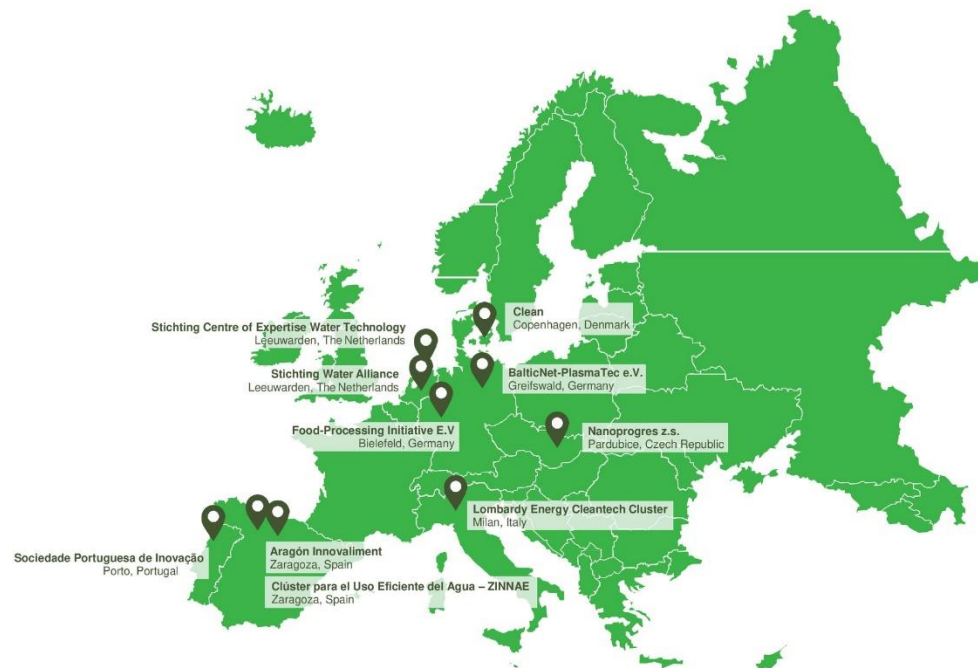 Clean
Copenhagen, Denmark
Stichting Centre of Expertise Water Technology
Leeuwarden, The Netherlands
Stichting Water Alliance
Leeuwarden, The Netherlands
BalticNet-PlasmaTec e.V.
Greifswald, Germany
Food-Processing Initiative E.V
Bielefeld, Germany
Nanoprogres z.s.
Pardubice, Czech Republic
Lombardy Energy Cleantech Cluster
Milan, Italy
Sociedade Portuguesa de Inovação
Porto, Portugal
Aragón Innovaliment
Zaragoza, Spain
Clúster para el Uso Eficiente del Agua – ZINNAE
Zaragoza, Spain